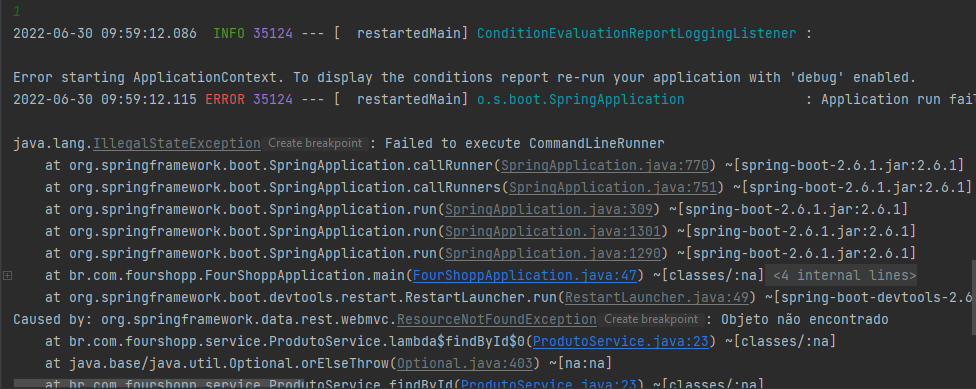 1
2022-06-30 09:59:12.086  INFO 35124 --- [  restartedMain] ConditionEvaluationReportLoggingListener :
Error starting ApplicationContext. To display the conditions report re-run your application with 'debug' enabled.
2022-06-30 09:59:12.115 ERROR 35124 --- [  restartedMain] o.s.boot.SpringApplication               : Application run fai
java.lang.IllegalStateException Create breakpoint : Failed to execute CommandLineRunner
    at org.springframework.boot.SpringApplication.callRunner(SpringApplication.java:770) ~[spring-boot-2.6.1.jar:2.6.1]
    at org.springframework.boot.SpringApplication.callRunners(SpringApplication.java:751) ~[spring-boot-2.6.1.jar:2.6.1]
    at org.springframework.boot.SpringApplication.run(SpringApplication.java:309) ~[spring-boot-2.6.1.jar:2.6.1]
    at org.springframework.boot.SpringApplication.run(SpringApplication.java:1301) ~[spring-boot-2.6.1.jar:2.6.1]
    at org.springframework.boot.SpringApplication.run(SpringApplication.java:1290) ~[spring-boot-2.6.1.jar:2.6.1]
    at br.com.fourshopp.FourShoppApplication.main(FourShoppApplication.java:47) ~[classes/:na] <4 internal lines>
    at org.springframework.boot.devtools.restart.RestartLauncher.run(RestartLauncher.java:49) ~[spring-boot-devtools-2.6
Caused by: org.springframework.data.rest.webmvc.ResourceNotFoundException Create breakpoint : Objeto não encontrado
    at br.com.fourshopp.service.ProdutoService.lambda$findById$0(ProdutoService.java:23) ~[classes/:na]
    at java.base/java.util.Optional.orElseThrow(Optional.java:403) ~[na:na]
    at br.com.fourshopp.service.ProdutoService.findById(ProdutoService.java:23) ~[classes/:na]